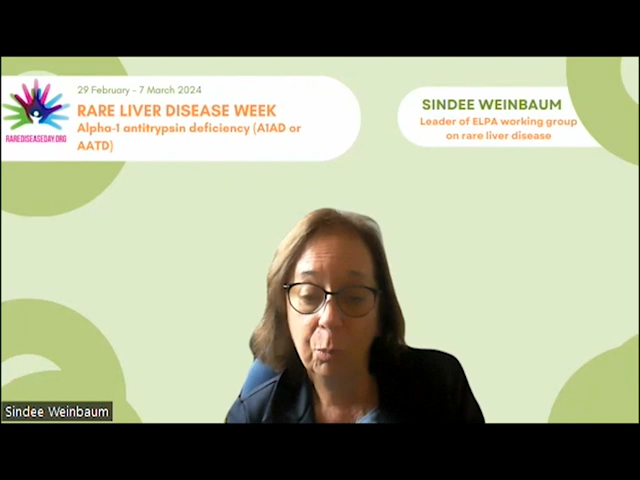 29 February - 7 March 2024
RARE LIVER DISEASE WEEK
Alpha-1 antitrypsin deficiency (A1AD or
AATD)
RAREDISEASEDAY.ORG
SINDEE WEINBAUM
Leader of ELPA working group
on rare liver disease
Sindee Weinbaum